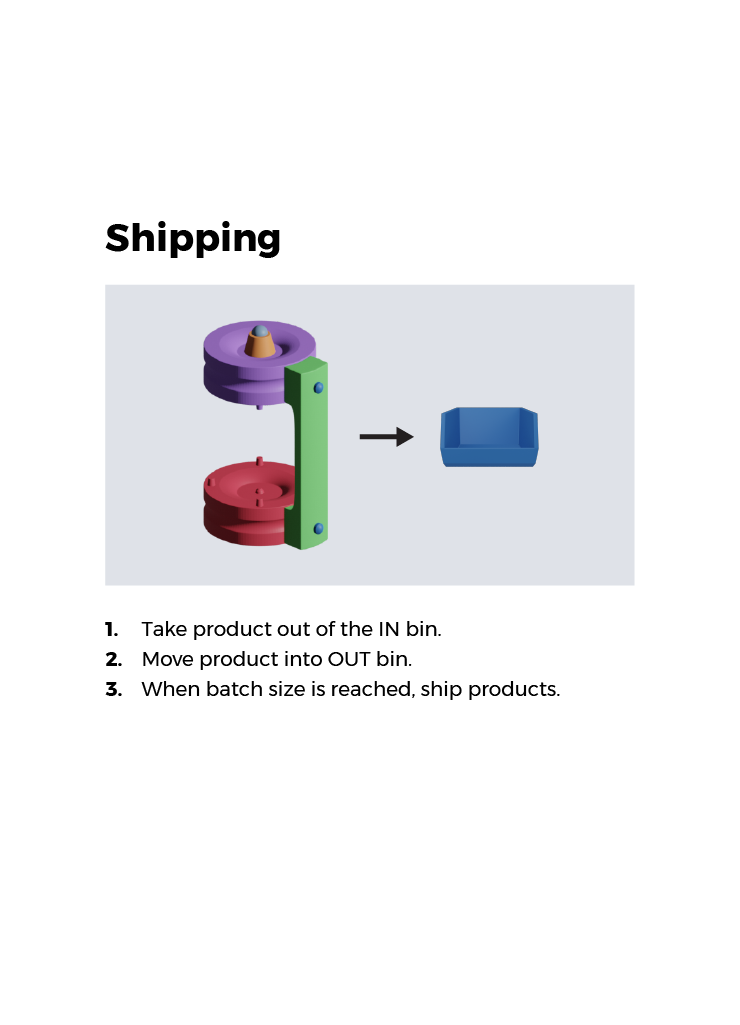 Shipping
1. Take product out of the IN bin.
2. Move product into OUT bin.
3. When batch size is reached, ship products.